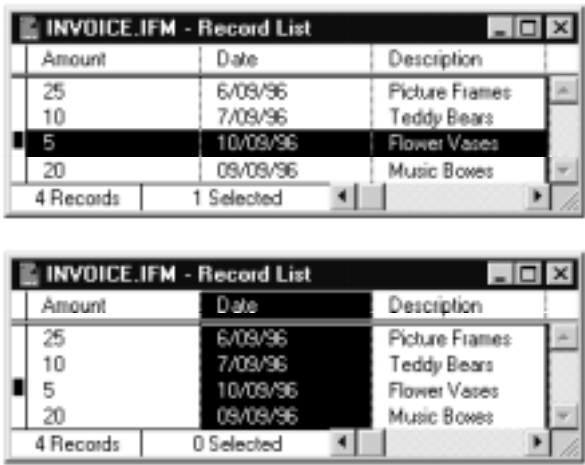 INVOICE.IFM - Record List
Amount Date Description
25 6/09/96 Picture Frames
10 7/09/96 Teddy Bears
5 10/09/96 Flower Vases
20 09/09/96 Music Boxes
4 Records 1 Selected
INVOICE.IFM - Record List
Amount Date Description
25 6/09/96 Picture Frames
10 7/09/96 Teddy Bears
5 10/09/96 Flower Vases
20 09/09/96 Music Boxes
4 Records 0 Selected